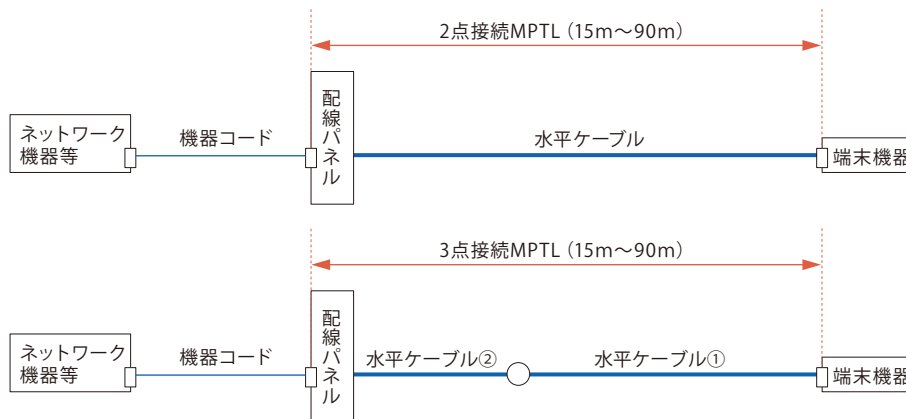 2点接続MPTL（15m～90m）
ネットワーク
機器等
機器コード
配線パネル
水平ケーブル
端末機器
3点接続MPTL（15m～90m）
ネットワーク
機器等
機器コード
配線パネル
水平ケーブル②
水平ケーブル①
端末機器